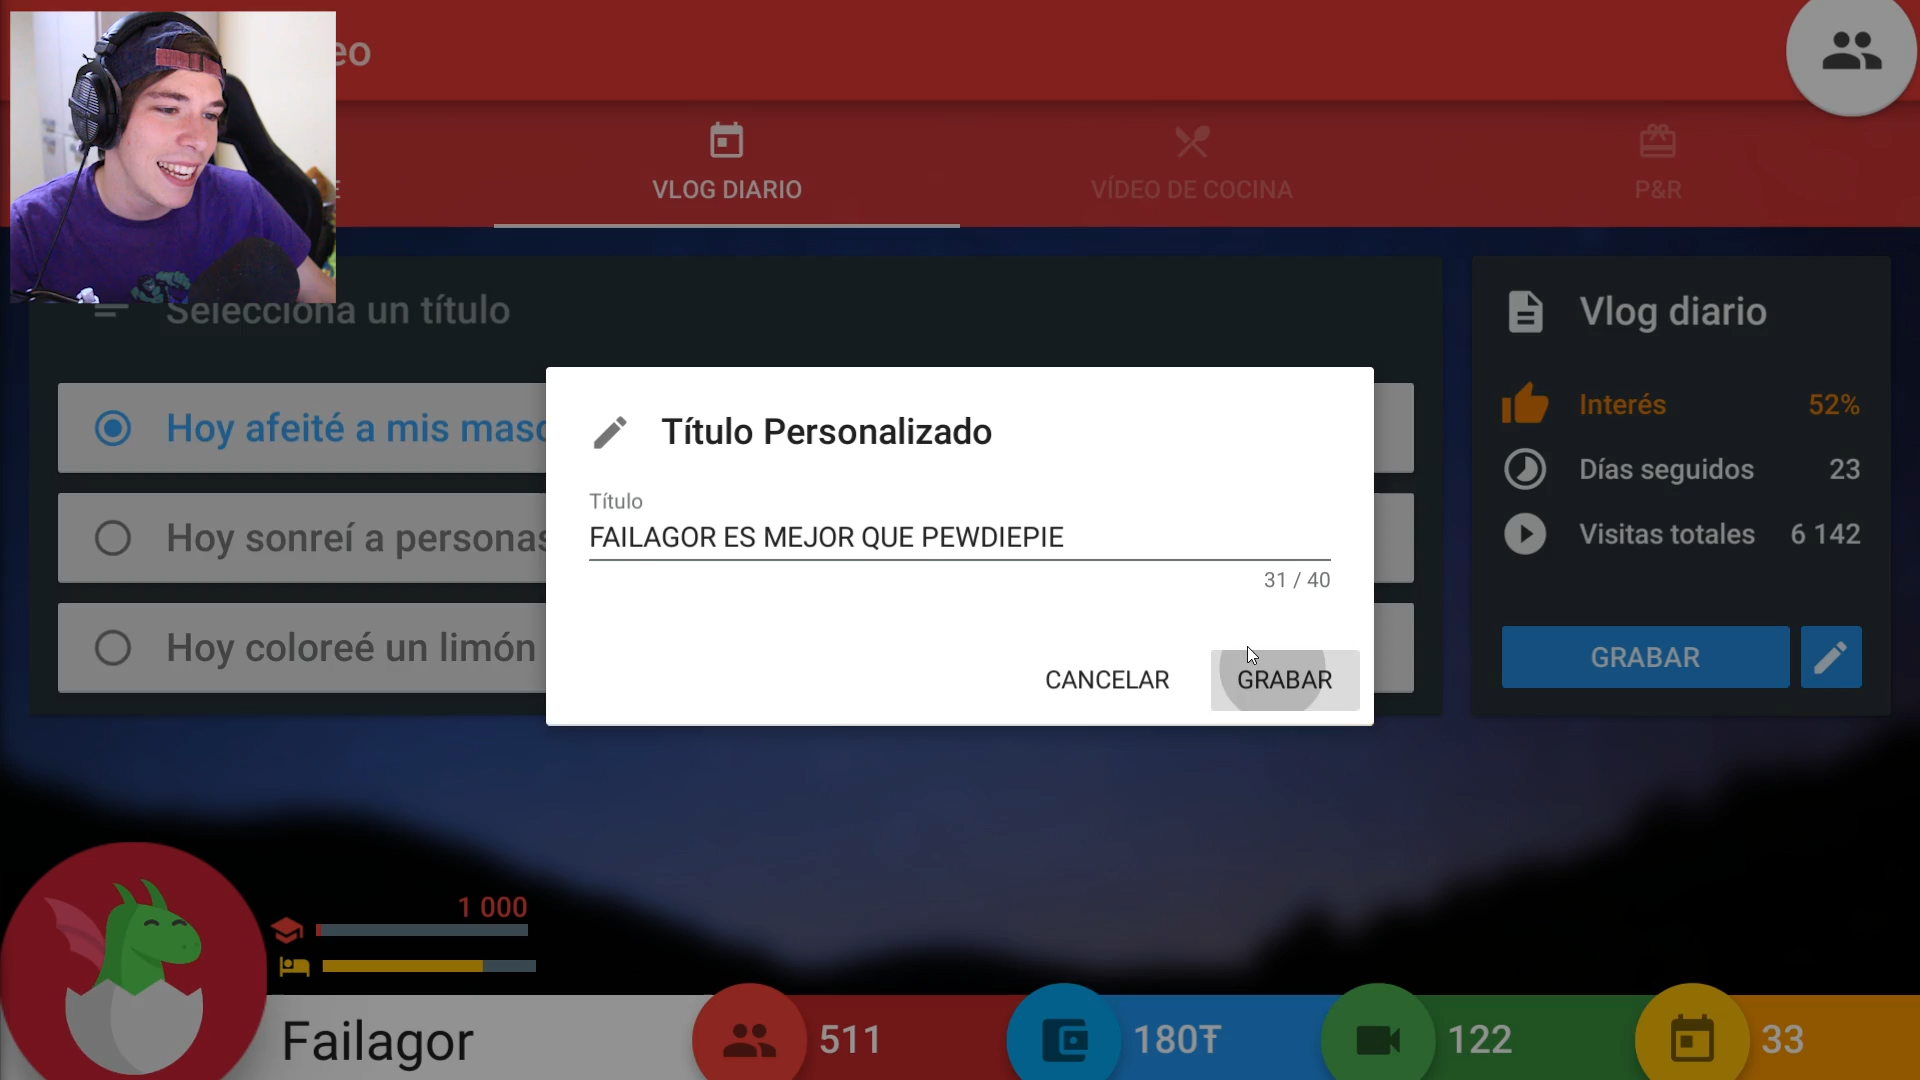 eo
E
VLOG DIARIO
VÍDEO DE COCINA
P&R
Selecciona un título
Hoy afeité a mis masc
Hoy sonreí a personas
Hoy coloreé un limón
Título Personalizado
Título
FAILAGOR ES MEJOR QUE PEWDIEPIE
31 / 40
CANCELAR
GRABAR
Vlog diario
Interés 52%
Días seguidos 23
Visitas totales 6 142
GRABAR
1 000
Failagor
511
180Ŧ
122
33